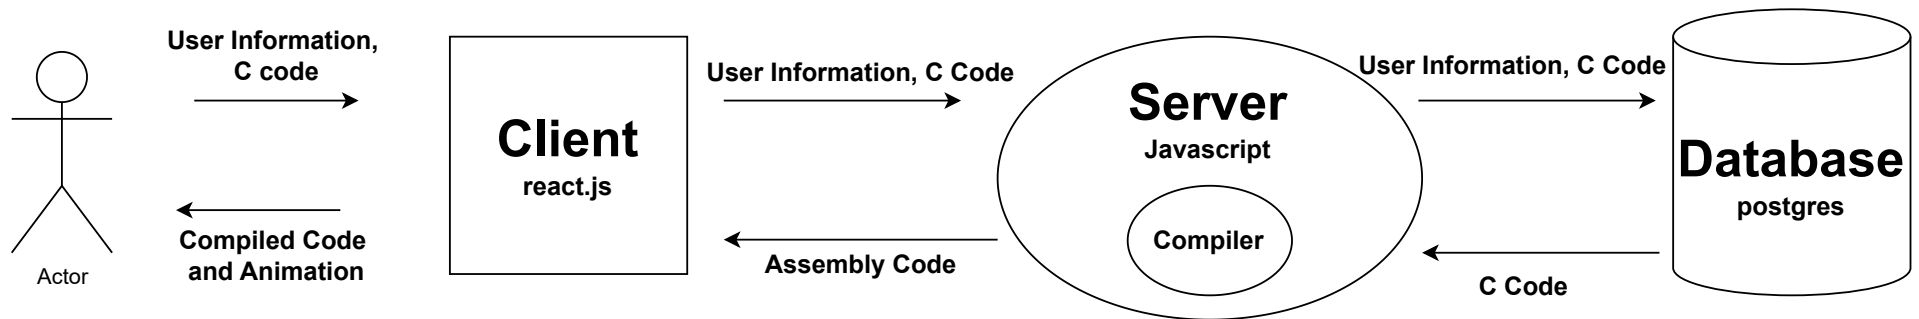 User Information,
C code
Compiled Code
and Animation
Actor
Client
react.js
User Information, C Code
Assembly Code
Server
Javascript
Compiler
User Information, C Code
C Code
Database
postgres